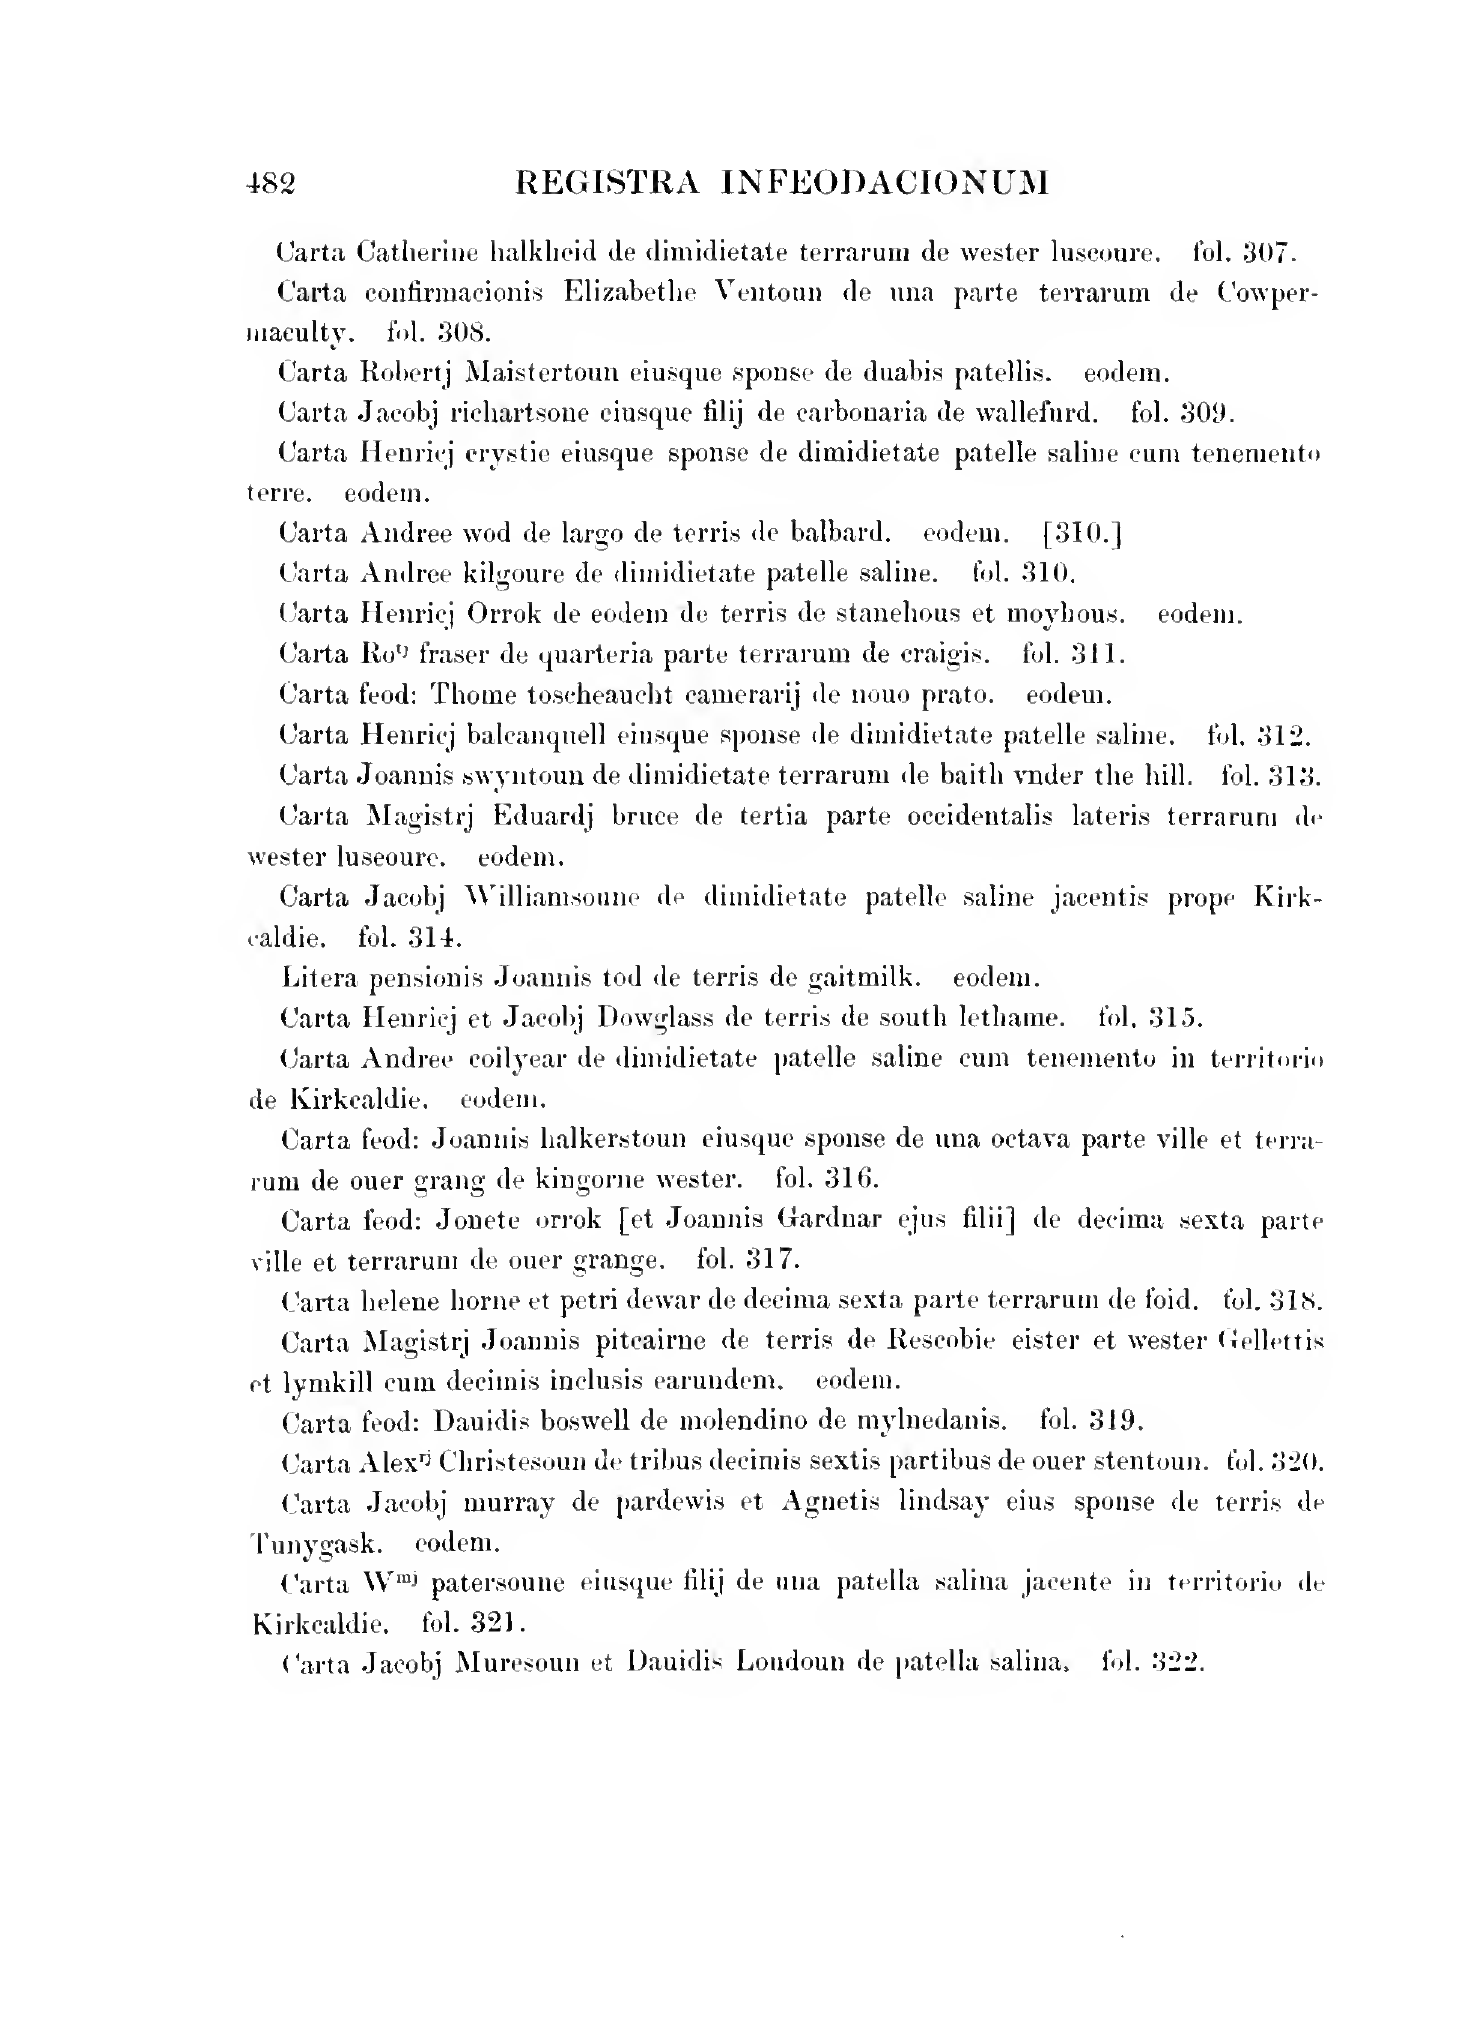 482 REGISTRA INFEODACIONUM
Carta Catherine halkheid de dimidietate terrarum de wester luscoure. fol. 307.
Carta confirmacionis Elizabethe Ventoun de una parte terrarum de Cowper-
maculty. fol. 308.
Carta Robertj Maistertoun eiusque sponse de duabis patellis. eodem.
Carta Jacobj richartsone eiusque filij de carbonaria de wallefurd. fol. 309.
Carta Henricj crystie eiusque sponse de dimidietate patelle saline cum tenemento
terre. eodem.
Carta Andree wod de largo de terris de balbard. eodem. [310.]
Carta Andree kilgoure de dimidietate patelle saline. fol. 310.
Carta Henricj Orrok de eodem de terris de stanehous et moyhous. eodem.
Carta Roᵗʲ fraser de quarteria parte terrarum de craigis. fol. 311.
Carta feod: Thome toscheaucht camerarij de nouo prato. eodem.
Carta Henricj balcanquell eiusque sponse de dimidietate patelle saline. fol. 312.
Carta Joannis swyntoun de dimidietate terrarum de baith vnder the hill. fol. 313.
Carta Magistrj Eduardj bruce de tertia parte occidentalis lateris terrarum de
wester luscoure. eodem.
Carta Jacobj Williamsoune de dimidietate patelle saline jacentis prope Kirk-
caldie. fol. 314.
Litera pensionis Joannis tod de terris de gaitmilk. eodem.
Carta Henricj et Jacobj Dowglass de terris de south lethame. fol. 315.
Carta Andree coilyear de dimidietate patelle saline cum tenemento in territorio
de Kirkcaldie. eodem.
Carta feod: Joannis halkerstoun eiusque sponse de una octava parte ville et terra-
rum de ouer grang de kingorne wester. fol. 316.
Carta feod: Jonete orrok [et Joannis Gardnar ejus filii] de decima sexta parte
ville et terrarum de ouer grange. fol. 317.
Carta helene horne et petri dewar de decima sexta parte terrarum de foid. fol. 318.
Carta Magistrj Joannis pitcairne de terris de Rescobie eister et wester Gellettis
et lymkill cum decimis inclusis earundem. eodem.
Carta feod: Dauidis boswell de molendino de mylnedanis. fol. 319.
Carta Alexʳʲ Christesoun de tribus decimis sextis partibus de ouer stentoun. fol. 320.
Carta Jacobj murray de pardewis et Agnetis lindsay eius sponse de terris de
Tunygask. eodem.
Carta Wᵐʲ patersoune eiusque filij de una patella salina jacente in territorio de
Kirkcaldie. fol. 321.
Carta Jacobj Muresoun et Dauidis Loudoun de patella salina. fol. 322.